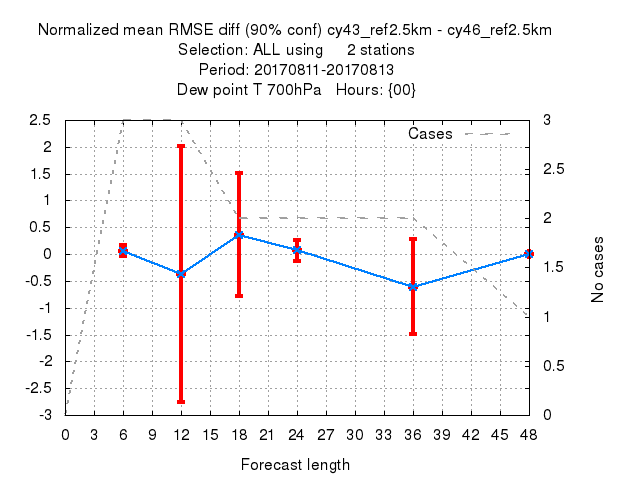 Normalized mean RMSE diff (90% conf) cy43_ref2.5km - cy46_ref2.5km
Selection: ALL using     2 stations
Period: 20170811-20170813
Dew point T 700hPa   Hours: {00}
Cases
2.5
2
1.5
1
0.5
0
-0.5
-1
-1.5
-2
-2.5
-3
3
2.5
2
1.5
1
0.5
0
No cases
0 3 6 9 12 15 18 21 24 27 30 33 36 39 42 45 48
Forecast length